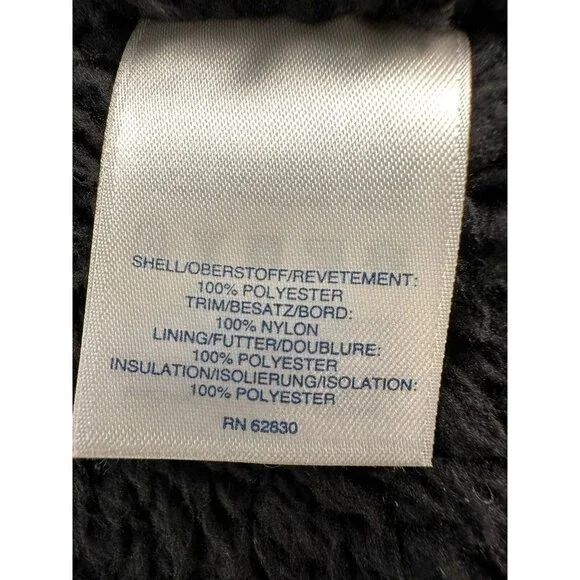 SHELL/OBERSTOFF/REVETEMENT:
100% POLYESTER
TRIM/BESATZ/BORD:
100% NYLON
LINING/FUTTER/DOUBLURE:
100% POLYESTER
INSULATION/ISOLIERUNG/ISOLATION:
100% POLYESTER
RN 62830